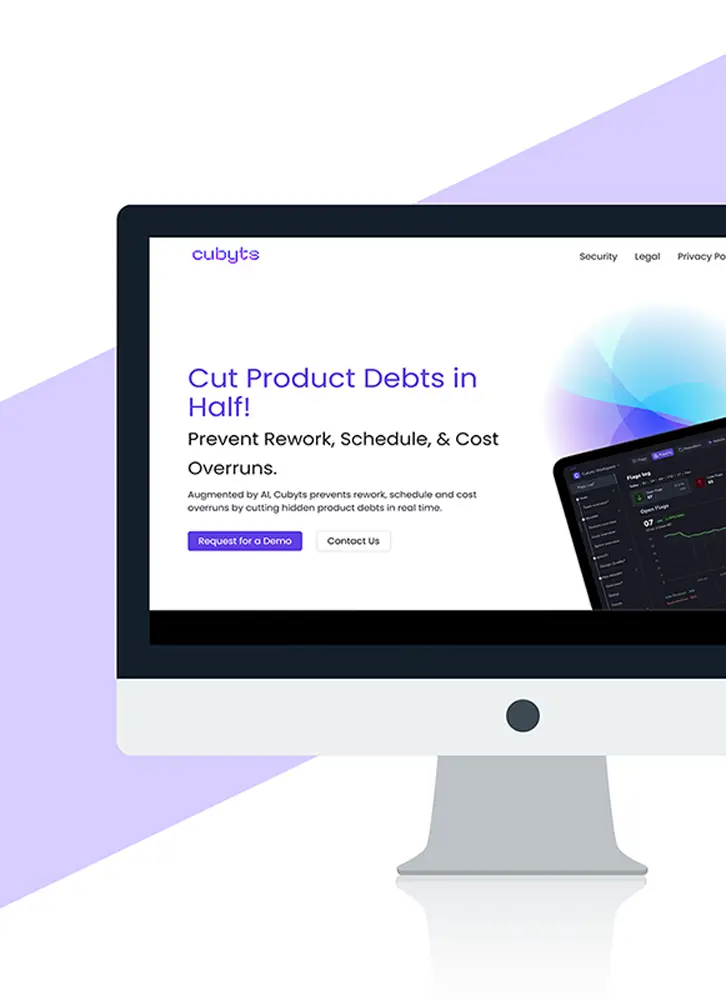 cubyts
Security Legal Privacy Po
Cut Product Debts in
Half!
Prevent Rework, Schedule, & Cost
Overruns.
Augmented by AI, Cubyts prevents rework, schedule and cost
overruns by cutting hidden product debts in real time.
Request for a Demo Contact Us
Cubyts Workspace
Flags log
Open Flags
07